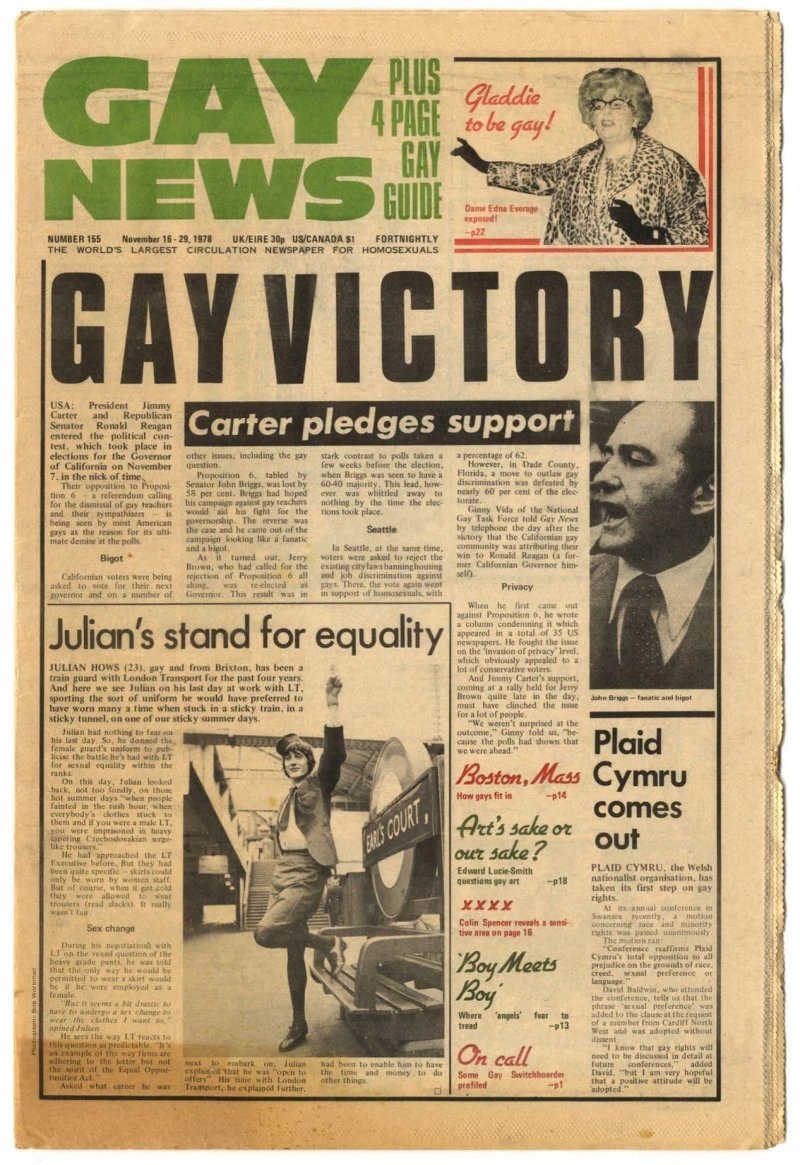 GAY
NEWS
PLUS
4 PAGE
GAY
GUIDE
NUMBER 155 November 16 - 29, 1978 UK/EIRE 30p US/CANADA $1 FORTNIGHTLY
THE WORLD'S LARGEST CIRCULATION NEWSPAPER FOR HOMOSEXUALS
Gladdie
to be gay!
Dame Edna Everage
exposed!
–p22
GAY VICTORY
Carter pledges support
USA: President Jimmy
Carter and Republican
Senator Ronald Reagan
entered the political con-
test, which took place in
elections for the Governor
of California on November
7, in the nick of time.
Their opposition to Proposi-
tion 6 – a referendum calling
for the dismissal of gay teachers
and their sympathisers – is
being seen by most American
gays as the reason for its ulti-
mate demise at the polls.
Bigot
Californian voters were being
asked to vote for their next
governor and on a number of
other issues, including the gay
question.
Proposition 6, tabled by
Senator John Briggs, was lost by
58 per cent. Briggs had hoped
his campaign against gay teachers
would aid his fight for the
governorship. The reverse was
the case and he came out of the
campaign looking like a fanatic
and a bigot.
As it turned out, Jerry
Brown, who had called for the
rejection of Proposition 6 all
along, was re-elected as
Governor. This result was in
stark contrast to polls taken a
few weeks before the election,
when Briggs was seen to have a
60-40 majority. This lead, how-
ever was whittled away to
nothing by the time the elec-
tions took place.
Seattle
In Seattle, at the same time,
voters were asked to reject the
existing city laws banning housing
and job discrimination against
gays. There, the vote again went
in support of homosexuals, with
a percentage of 62.
However, in Dade County,
Florida, a move to outlaw gay
discrimination was defeated by
nearly 60 per cent of the elec-
torate.
Ginny Vida of the National
Gay Task Force told Gay News
by telephone the day after the
victory that the Californian gay
community was attributing their
win to Ronald Reagan (a for-
mer Californian Governor him-
self).
Privacy
When he first came out
against Proposition 6, he wrote
a column condemning it which
appeared in a total of 35 US
newspapers. He fought the issue
on the 'invasion of privacy' level,
which obviously appealed to a
lot of conservative voters.
And Jimmy Carter's support,
coming at a rally held for Jerry
Brown quite late in the day,
must have clinched the issue
for a lot of people.
"We weren't surprised at the
outcome," Ginny told us, "be-
cause the polls had shown that
we were ahead."
John Briggs – fanatic and bigot
Julian's stand for equality
JULIAN HOWS (23), gay and from Brixton, has been a
train guard with London Transport for the past four years.
And here we see Julian on his last day at work with LT,
sporting the sort of uniform he would have preferred to
have worn many a time when stuck in a sticky train, in a
sticky tunnel, on one of our sticky summer days.
Julian had nothing to fear on
his last day. So, he donned the
female guard's uniform to pub-
licise the battle he's had with LT
for sexual equality within the
ranks.
On this day, Julian looked
back, not too fondly, on those
hot summer days "when people
fainted in the rush hour, when
everybody's clothes stuck to
them and if you were a male LT,
you were imprisoned in heavy
tapering Czechoslovakian serge-
like trousers."
He had approached the LT
Executive before. But they had
been quite specific – skirts could
only be worn by women staff.
But of course, when it got cold
they were allowed to wear
trousers (read slacks). It really
wasn't fair.
Sex change
During his negotiations with
LT on the vexed question of the
heavy grade pants, he was told
that the only way he would be
permitted to wear a skirt would
be if he were employed as a
female.
"But it seems a bit drastic to
have to undergo a sex change to
wear the clothes I want to,"
opined Julian.
He sees the way LT reacts to
this question as predictable. "It's
an example of the way firms are
adhering to the letter but not
the spirit of the Equal Oppor-
tunities Act."
Asked what career he was
next to embark on, Julian
explained that he was "open to
offers". His time with London
Transport, he explained further,
had been to enable him to have
the time and money to do
other things.
Photograph: Bob Workman
EARL'S COURT
Boston, Mass
How gays fit in –p14
Art's sake or
our sake?
Edward Lucie-Smith
questions gay art –p18
xxxx
Colin Spencer reveals a sensi-
tive area on page 16
'Boy Meets
Boy'
Where 'angels' fear to
tread –p13
On call
Some Gay Switchboarder
profiled –p1
Plaid
Cymru
comes
out
PLAID CYMRU, the Welsh
nationalist organisation, has
taken its first step on gay
rights.
At its annual conference in
Swansea recently, a motion
concerning race and minority
rights was passed unanimously.
The motion ran:
"Conference reaffirms Plaid
Cymru's total opposition to all
prejudice on the grounds of race,
creed, sexual preference or
language."
David Baldwin, who attended
the conference, tells us that the
phrase 'sexual preference' was
added to the clause at the request
of a member from Cardiff North
West and was adopted without
dissent.
"I know that gay rights will
need to be discussed in detail at
future conferences," added
David, "but I am very hopeful
that a positive attitude will be
adopted."